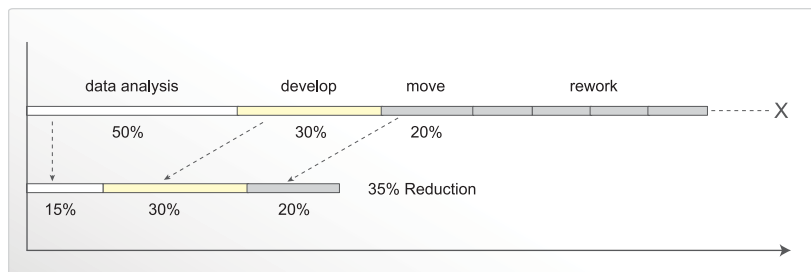 data analysis develop move rework
X
50% 30% 20%
35% Reduction
15% 30% 20%